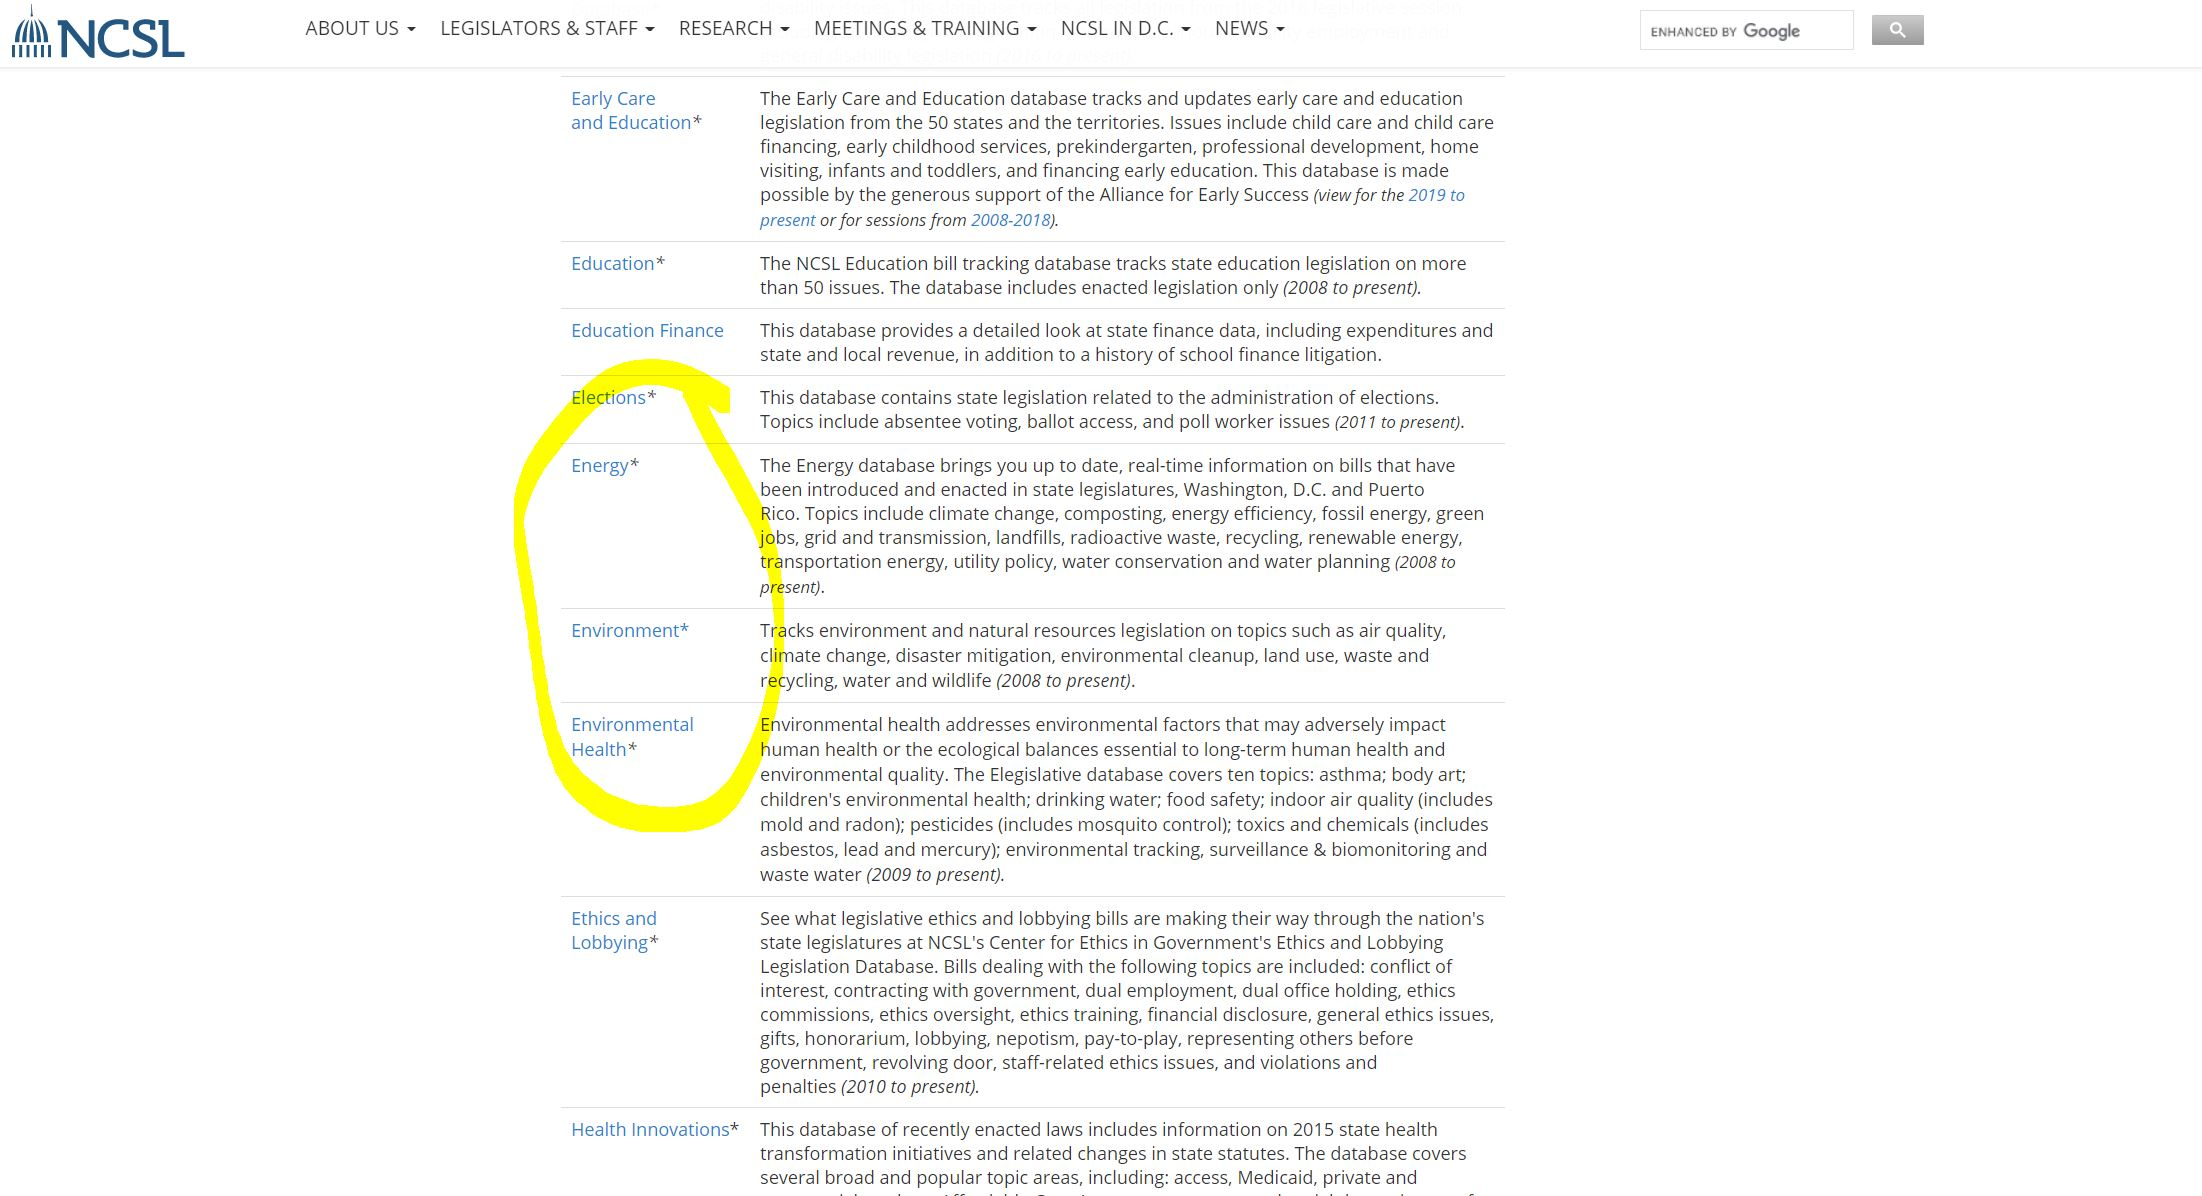 NCSL
ABOUT US
LEGISLATORS & STAFF
RESEARCH
MEETINGS & TRAINING
NCSL IN D.C.
NEWS
ENHANCED BY Google
general disability legislation (2016 to present).
Early Care
and Education*
The Early Care and Education database tracks and updates early care and education
legislation from the 50 states and the territories. Issues include child care and child care
financing, early childhood services, prekindergarten, professional development, home
visiting, infants and toddlers, and financing early education. This database is made
possible by the generous support of the Alliance for Early Success (view for the 2019 to
present or for sessions from 2008-2018).
Education*
The NCSL Education bill tracking database tracks state education legislation on more
than 50 issues. The database includes enacted legislation only (2008 to present).
Education Finance
This database provides a detailed look at state finance data, including expenditures and
state and local revenue, in addition to a history of school finance litigation.
Elections*
This database contains state legislation related to the administration of elections.
Topics include absentee voting, ballot access, and poll worker issues (2011 to present).
Energy*
The Energy database brings you up to date, real-time information on bills that have
been introduced and enacted in state legislatures, Washington, D.C. and Puerto
Rico. Topics include climate change, composting, energy efficiency, fossil energy, green
jobs, grid and transmission, landfills, radioactive waste, recycling, renewable energy,
transportation energy, utility policy, water conservation and water planning (2008 to
present).
Environment*
Tracks environment and natural resources legislation on topics such as air quality,
climate change, disaster mitigation, environmental cleanup, land use, waste and
recycling, water and wildlife (2008 to present).
Environmental
Health*
Environmental health addresses environmental factors that may adversely impact
human health or the ecological balances essential to long-term human health and
environmental quality. The Elegislative database covers ten topics: asthma; body art;
children's environmental health; drinking water; food safety; indoor air quality (includes
mold and radon); pesticides (includes mosquito control); toxics and chemicals (includes
asbestos, lead and mercury); environmental tracking, surveillance & biomonitoring and
waste water (2009 to present).
Ethics and
Lobbying*
See what legislative ethics and lobbying bills are making their way through the nation's
state legislatures at NCSL's Center for Ethics in Government's Ethics and Lobbying
Legislation Database. Bills dealing with the following topics are included: conflict of
interest, contracting with government, dual employment, dual office holding, ethics
commissions, ethics oversight, ethics training, financial disclosure, general ethics issues,
gifts, honorarium, lobbying, nepotism, pay-to-play, representing others before
government, revolving door, staff-related ethics issues, and violations and
penalties (2010 to present).
Health Innovations*
This database of recently enacted laws includes information on 2015 state health
transformation initiatives and related changes in state statutes. The database covers
several broad and popular topic areas, including: access, Medicaid, private and